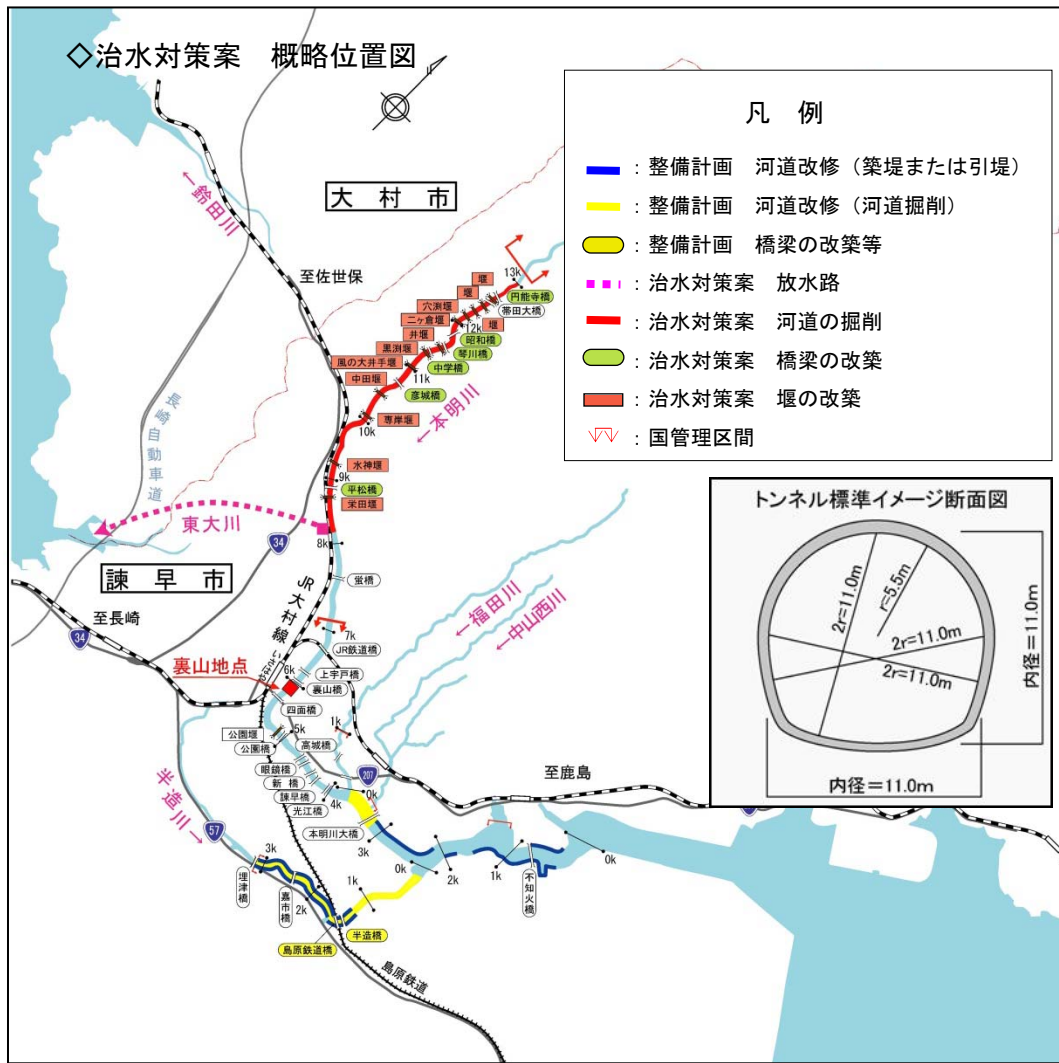 ◇治水対策案　概略位置図
凡　例
：整備計画　河道改修（築堤または引堤）
：整備計画　河道改修（河道掘削）
：整備計画　橋梁の改築等
：治水対策案　放水路
：治水対策案　河道の掘削
：治水対策案　橋梁の改築
：治水対策案　堰の改築
：国管理区間
大村市
←鈴田川
至佐世保
13k
円能寺橋
帯田大橋
堰
堰
堰
穴渕堰
12k
二ヶ倉堰
井堰
昭和橋
黒渕堰
琴川橋
風の大井手堰
中学橋
11k
中田堰
彦城橋
←本明川
専岸堰
10k
水神堰
9k
平松橋
栄田堰
長崎自動車道
東大川
34
8k
諫早市
蛍橋
JR大村線
至長崎
34
7k
JR鉄道橋
←福田川
←中山西川
いさはや
裏山地点
6k
上宇戸橋
裏山橋
四面橋
1k
公園堰
5k
公園橋
高城橋
眼鏡橋
新橋
諫早橋
4k
光江橋
207
0k
至鹿島
本明川大橋
半造川→
57
3k
0k
2k
1k
不知火橋
0k
3k
埋津橋
嘉市橋
2k
1k
半造橋
島原鉄道橋
島原鉄道
トンネル標準イメージ断面図
2r=11.0m
r=5.5m
2r=11.0m
2r=11.0m
内径＝11.0m
内径＝11.0m